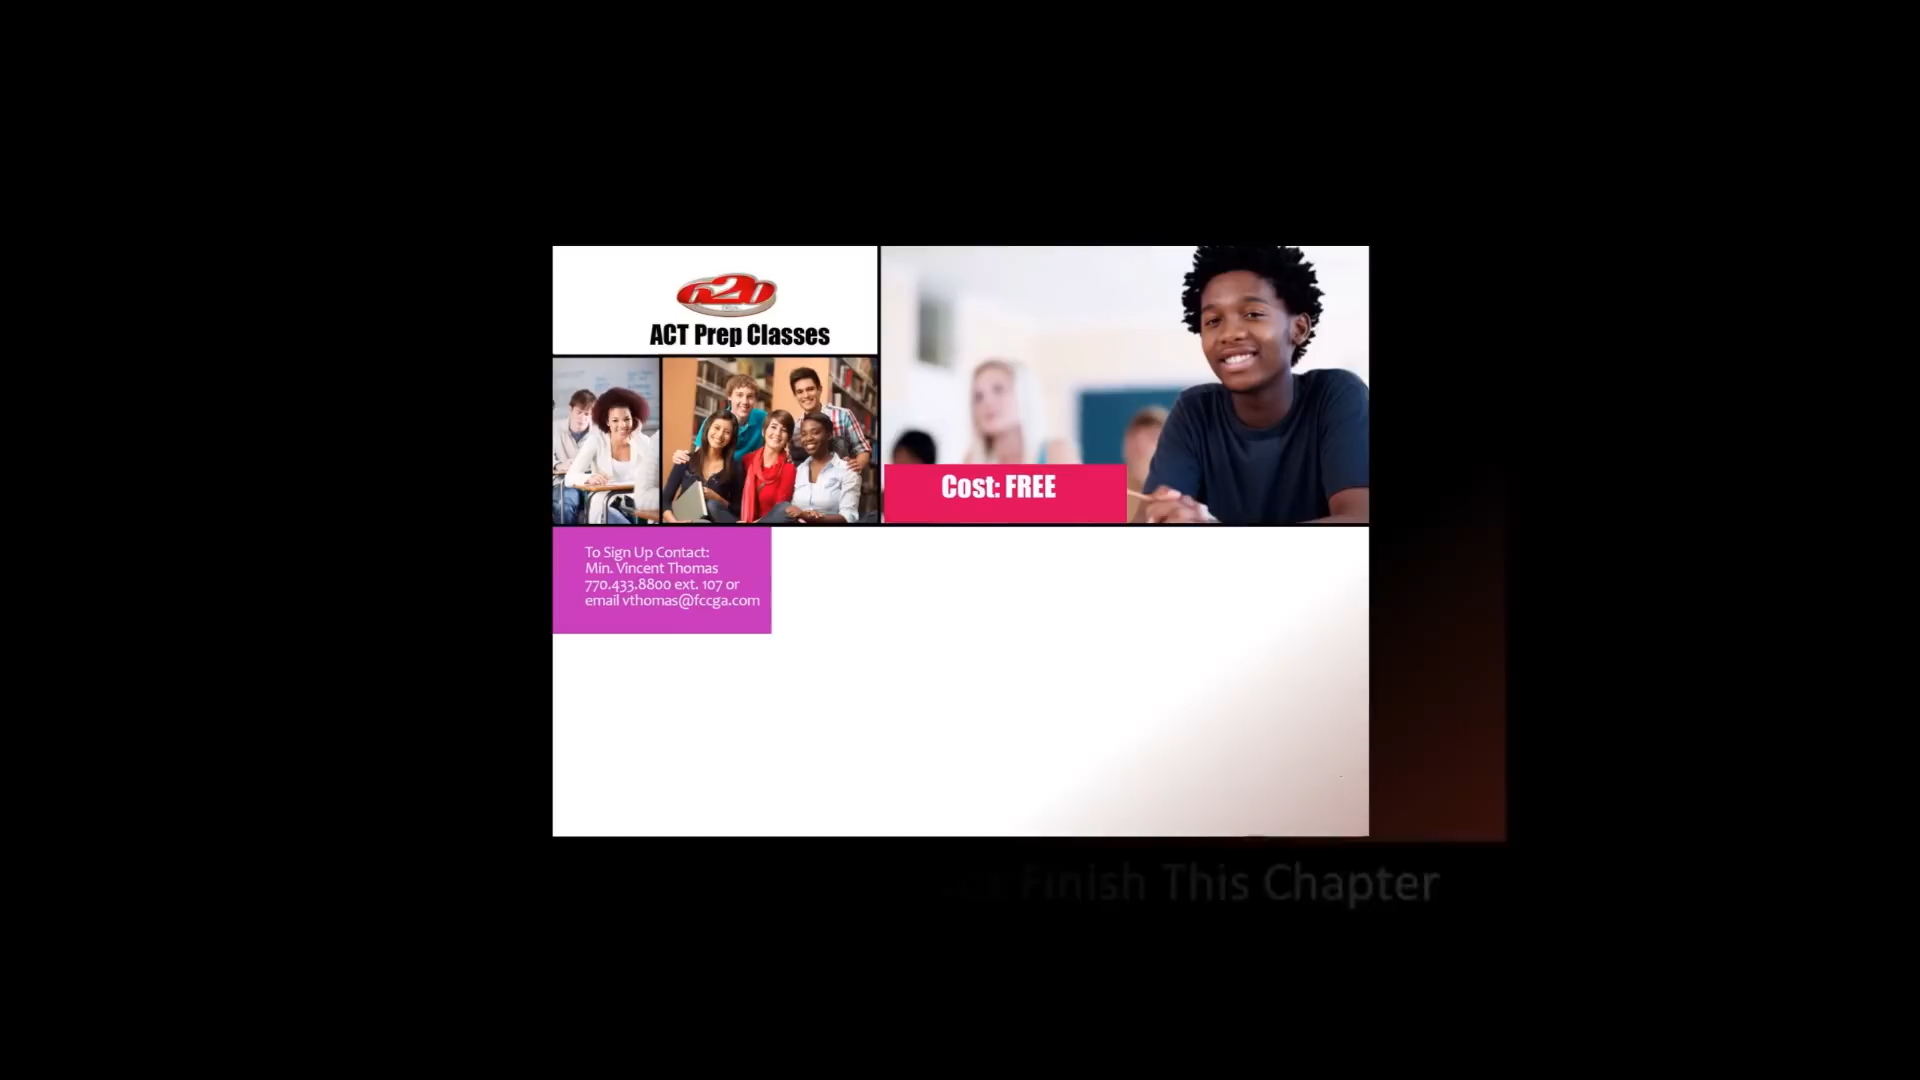 ACT Prep Classes
Cost: FREE
To Sign Up Contact:
Min. Vincent Thomas
770.433.8800 ext. 107 or
email vthomas@fccga.com
Finish This Chapter